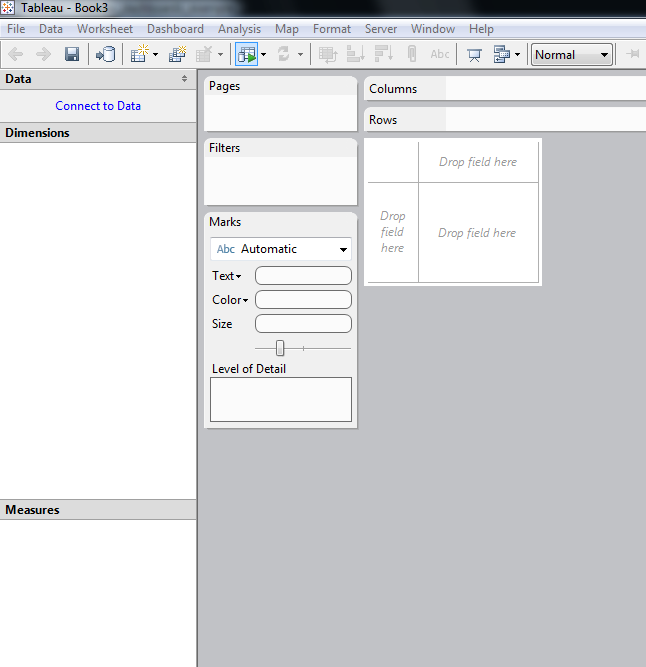 Tableau - Book3
File Data Worksheet Dashboard Analysis Map Format Server Window Help
Abc Normal
Data
Connect to Data
Dimensions
Measures
Pages
Filters
Marks
Abc Automatic
Text
Color
Size
Level of Detail
Columns
Rows
Drop field here
Drop
field
here
Drop field here